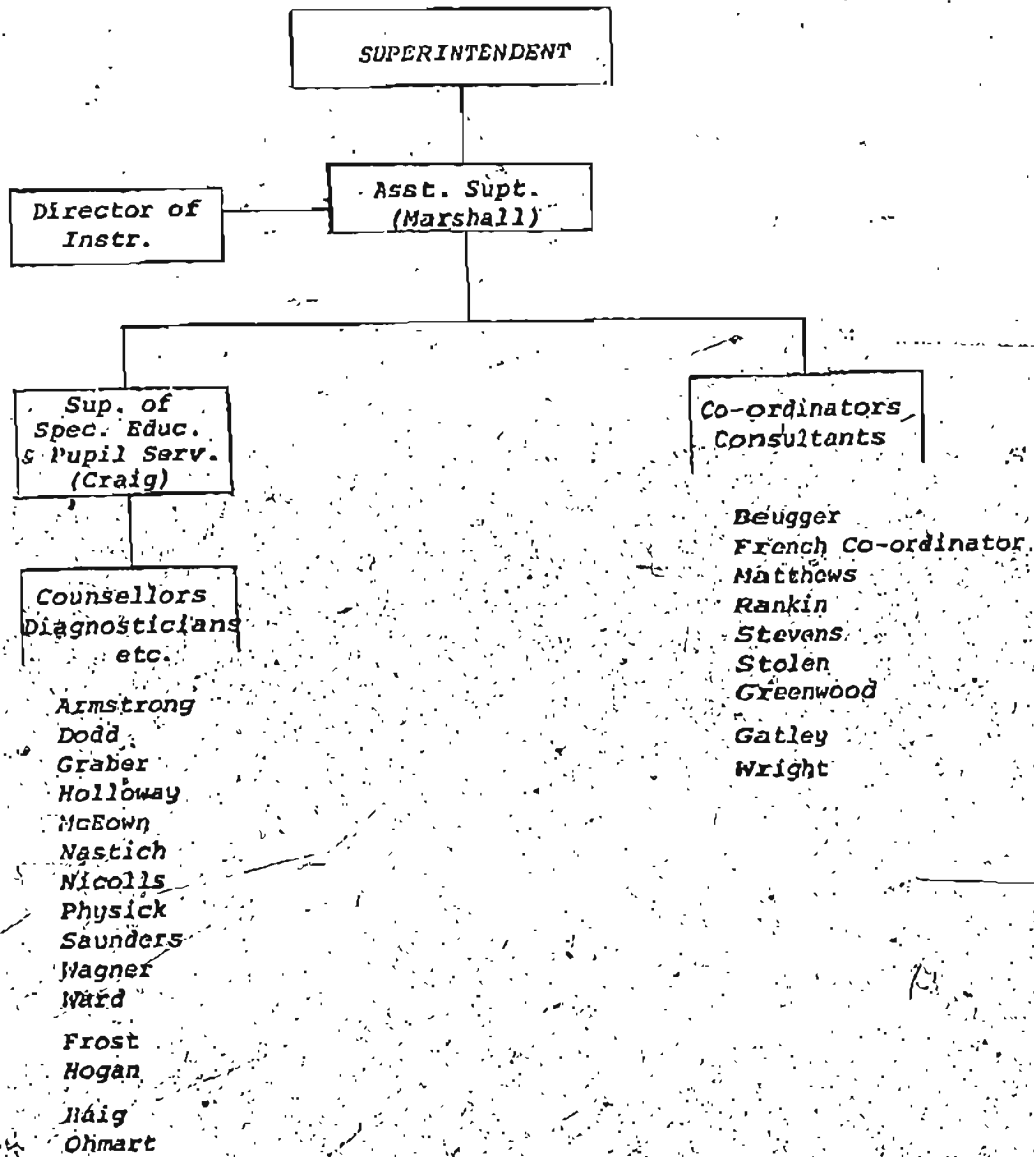 SUPERINTENDENT
Asst. Supt.
(Marshall)
Director of
Instr.
Sup. of
Spec. Educ.
& Pupil Serv.
(Craig)
Counsellors
Diagnosticians
etc.
Armstrong
Dodd
Graber
Holloway
McEown
Nastich
Nicolls
Physick
Saunders
Wagner
Ward
Frost
Hogan
Haig
Ohmart
Co-ordinators
Consultants
Beugger
French Co-ordinator
Matthews
Rankin
Stevens
Stolen
Greenwood
Gatley
Wright